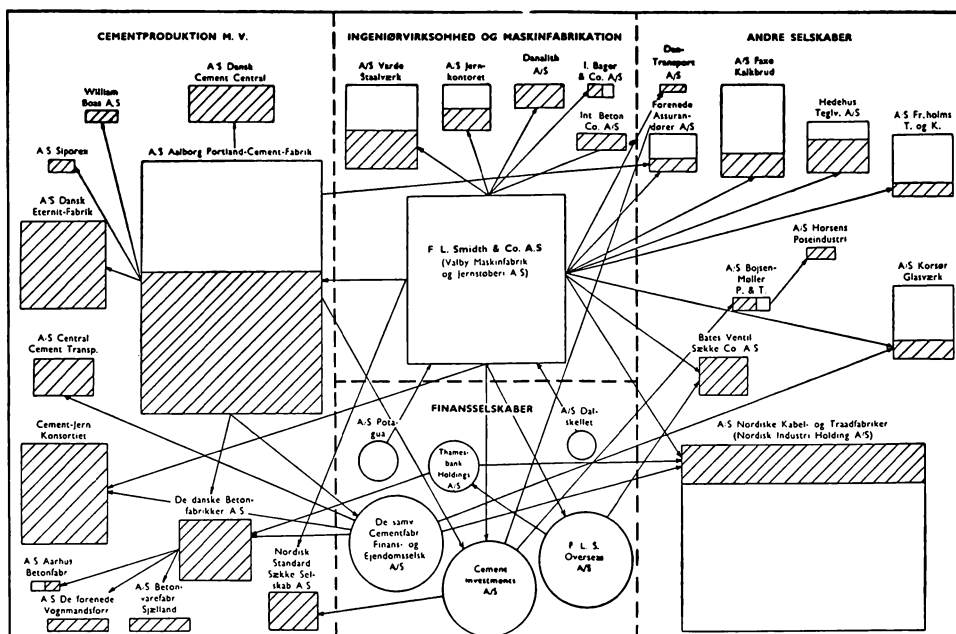 CEMENTPRODUKTION M. V.
A/S Dansk
Cement Central
William
Boas A.S
A S Siporex
A.S Aalborg Portland-Cement-Fabrik
A'S Dansk
Eternit-Fabrik
A·S Central
Cement Transp.
Cement-Jern
Konsortiet
De danske Beton-
fabrikker A S
A S Aarhus
Betonfabr
A S De forenede
Vognmandsforr
A·S Beton-
varefabr
Sjælland
Nordisk
Standard
Sække Sel-
skab A S
INGENIØRVIRKSOMHED OG MASKINFABRIKATION
A/S Varde
Staalværk
A.S Jern-
kontoret
Danalith
A/S
I. Bager
& Co. A/S
Int Beton
Co. A/S
F L. Smidth & Co. A.S
(Valby Maskinfabrik
og Jernstøberi A S)
FINANSSELSKABER
A/S Pota-
gua
A/S Dal-
skellet
Thames-
bank
Holdings
A/S
De samv
Cementfabr
Finans- og
Ejendomsselsk
A/S
Cement
Investments
A/S
F. L. S.
Overseas
A/S
ANDRE SELSKABER
Dan-
Transport
A/S
Forenede
Assuran-
dører A/S
A/S Faxe
Kalkbrud
Hedehus
Teglv. A/S
A·S Fr.holms
T. og K.
A·S Horsens
Poseindustri
A/S Bojsen-
Møller
P. & T.
A/S Korsør
Glasværk
Bates Ventil
Sække Co A S
A·S Nordiske Kabel- og Traadfabriker
(Nordisk Industri Holding A/S)